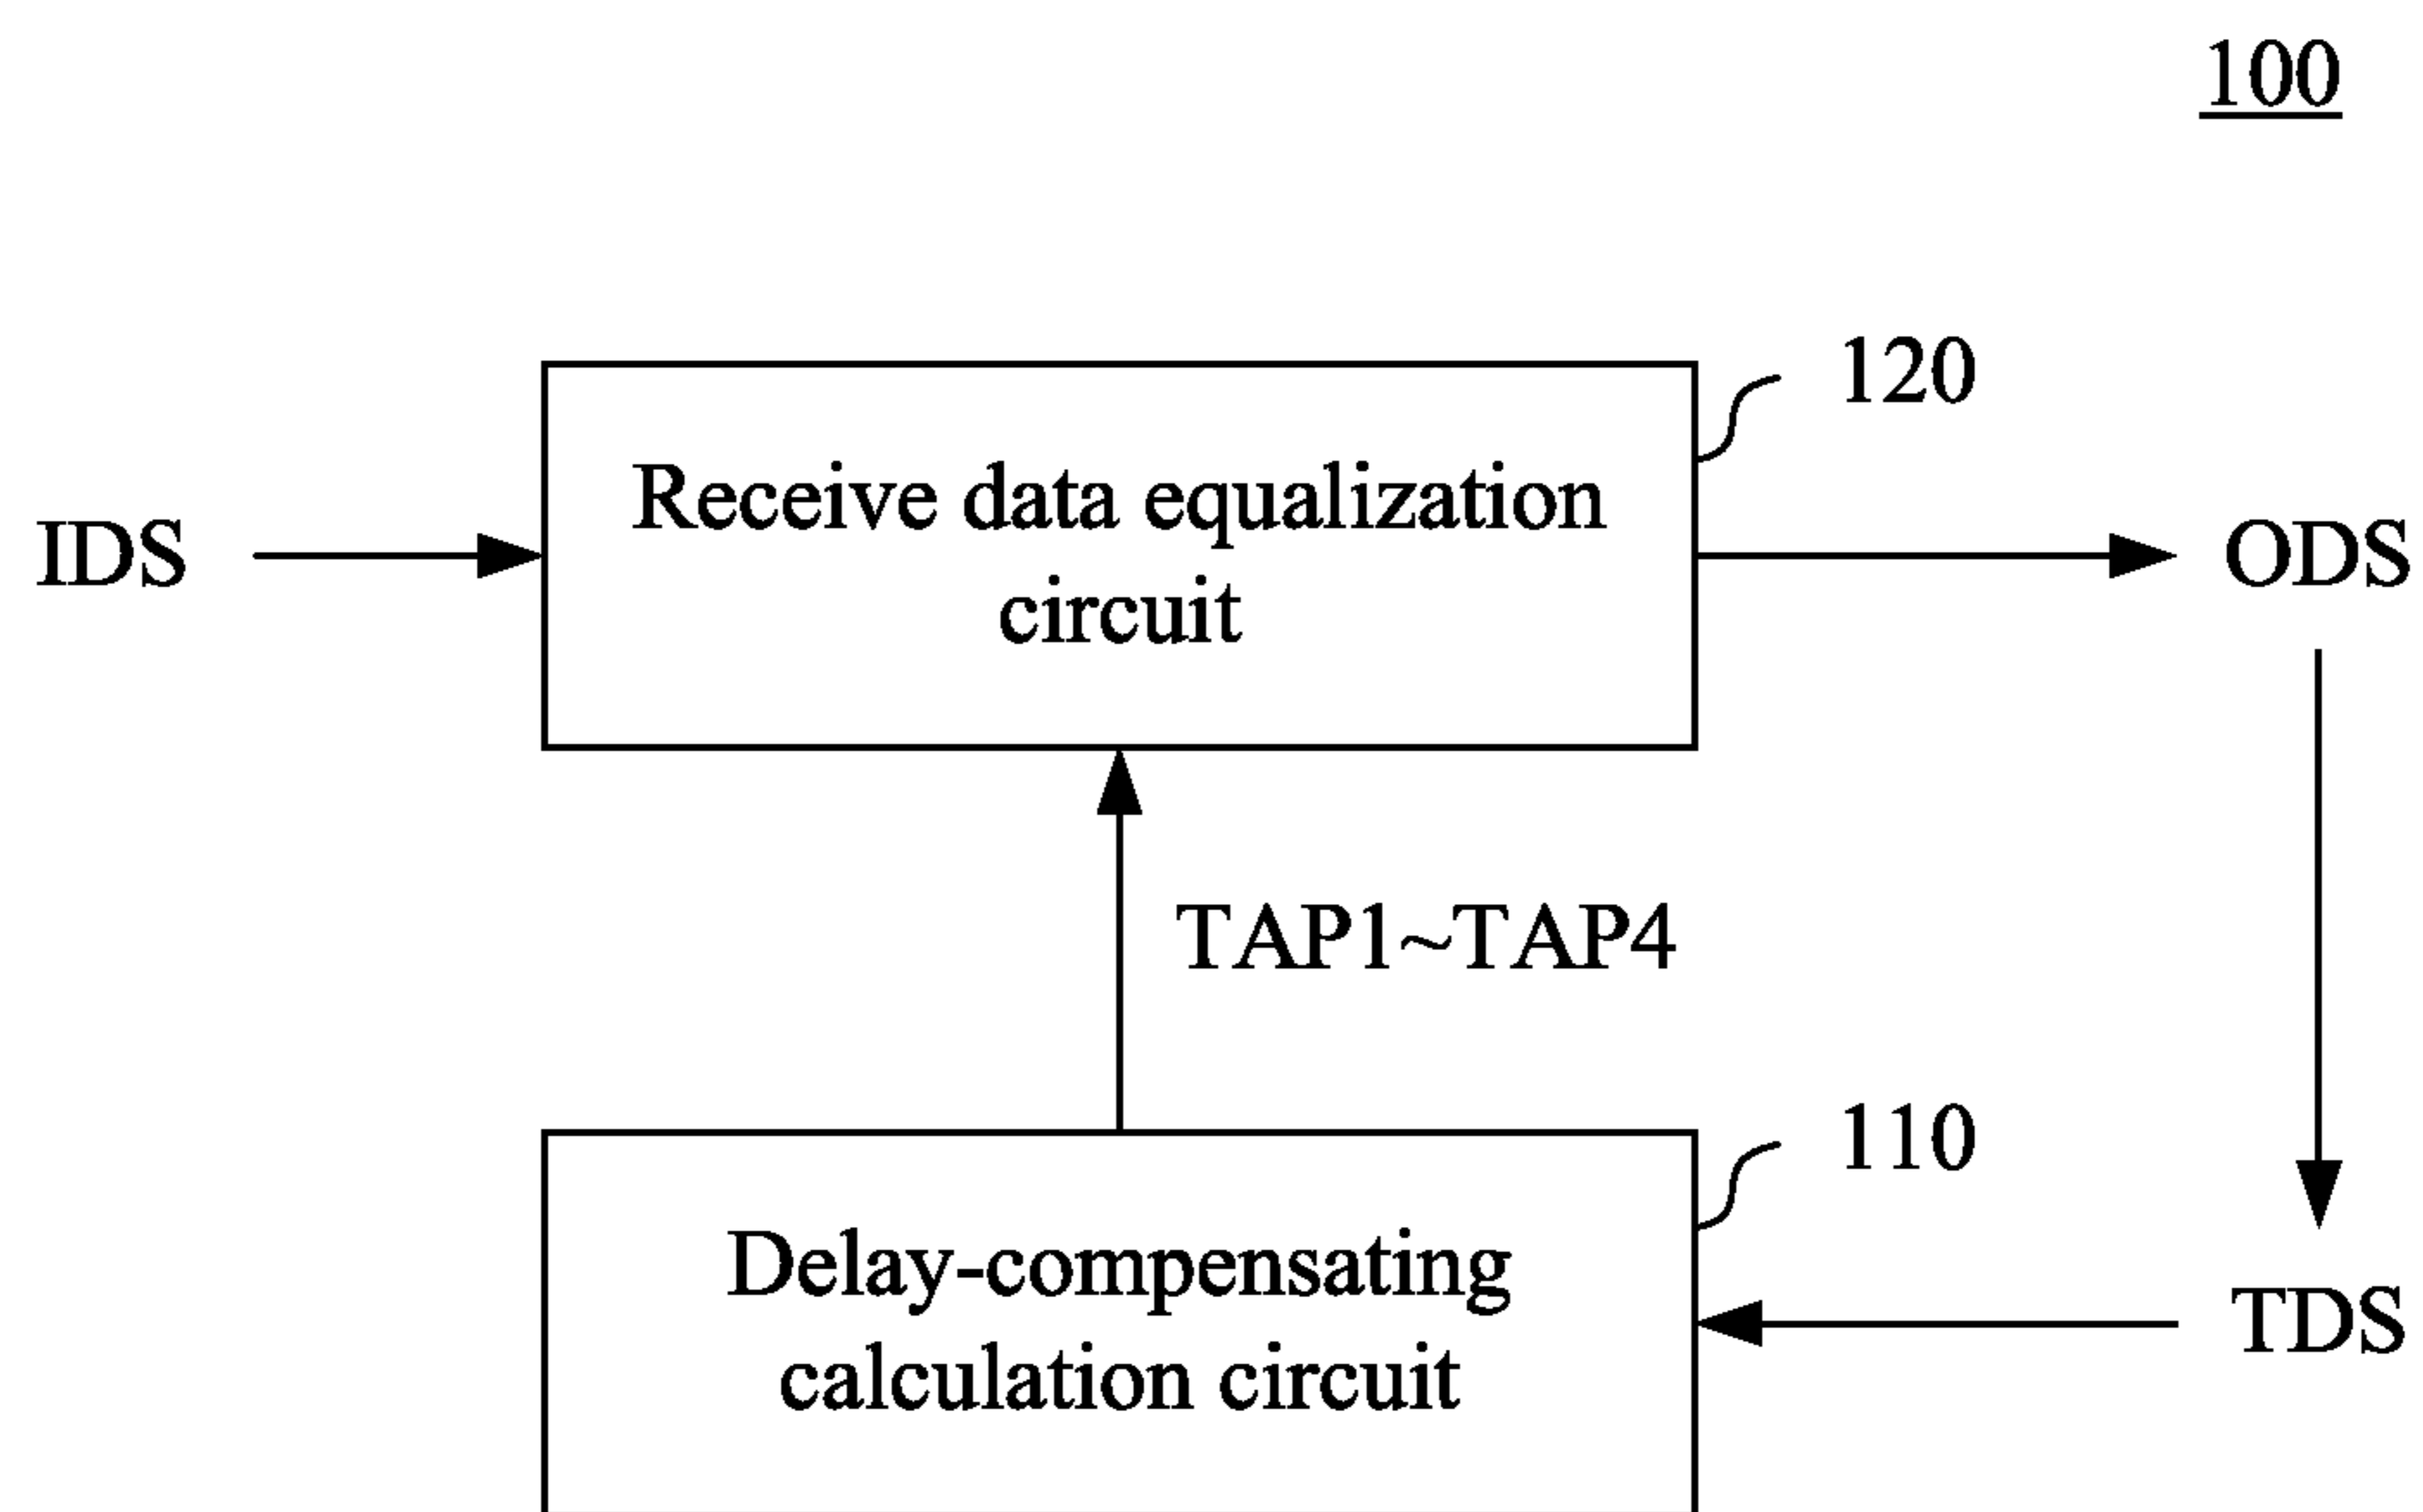 100
120
Receive data equalization
circuit
IDS
ODS
TAP1~TAP4
110
Delay-compensating
calculation circuit
TDS